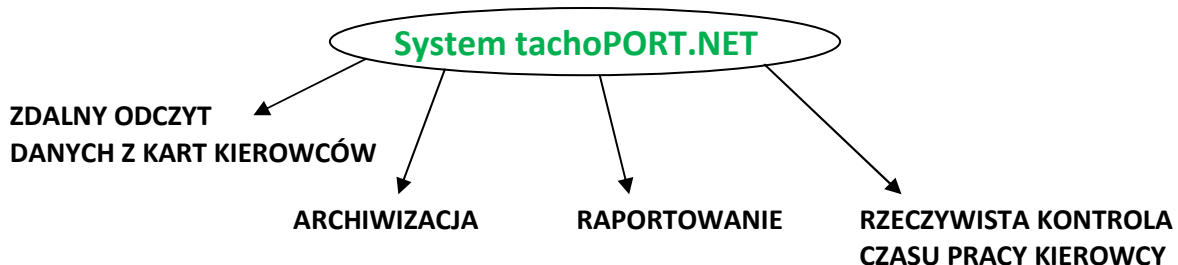 System tachoPORT.NET
ZDALNY ODCZYT
DANYCH Z KART KIEROWCÓW
ARCHIWIZACJA
RAPORTOWANIE
RZECZYWISTA KONTROLA
CZASU PRACY KIEROWCY